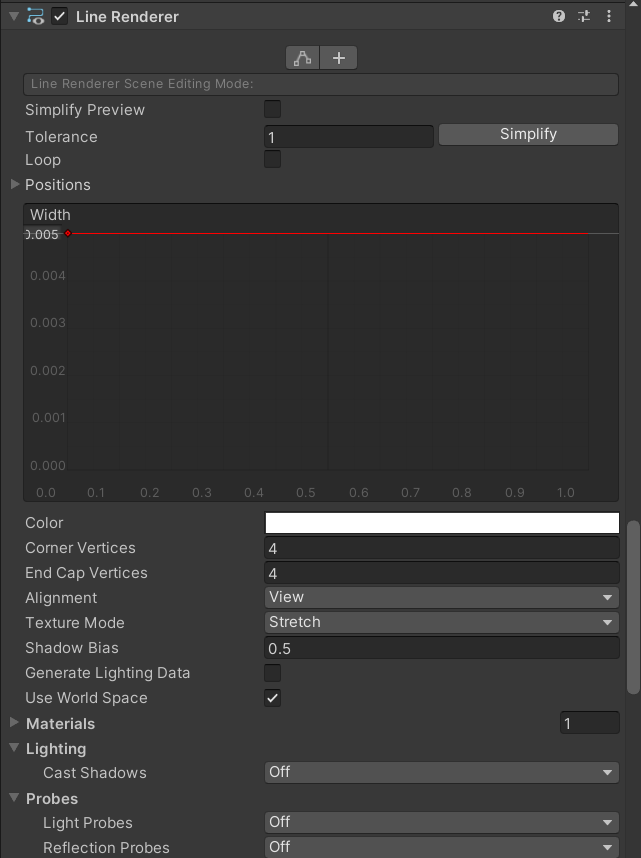 Line Renderer
Line Renderer Scene Editing Mode:
Simplify Preview
Tolerance 1 Simplify
Loop
Positions
Width
0.005
0.004
0.003
0.002
0.001
0.000
0.0 0.1 0.2 0.3 0.4 0.5 0.6 0.7 0.8 0.9 1.0
Color
Corner Vertices 4
End Cap Vertices 4
Alignment View
Texture Mode Stretch
Shadow Bias 0.5
Generate Lighting Data
Use World Space
Materials 1
Lighting
Cast Shadows Off
Probes
Light Probes Off
Reflection Probes Off